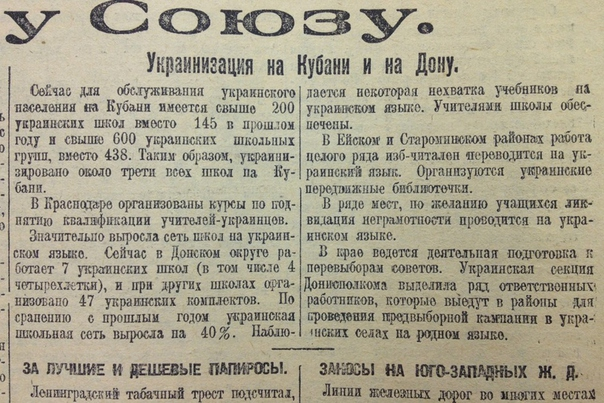 у Союзу.
Украинизация на Кубани и на Дону.
Сейчас для обслуживания украинского
населения на Кубани имеется свыше 200
украинских школ вместо 145 в прошлом
году и свыше 600 украинских школьных
групп, вместо 438. Таким образом, украини-
зировано около трети всех школ на Ку-
бани.
В Краснодаре организованы курсы по под-
нятию квалификации учителей-украинцев.
Значительно выросла сеть школ на украин-
ском языке. Сейчас в Донском округе ра-
ботает 7 украинских школ (в том числе 4
четырехлетки), и при других школах орга-
низовано 47 украинских комплектов. По
сравнению с прошлым годом украинская
школьная сеть выросла на 40%. Наблю-
дается некоторая нехватка учебников на
украинском языке. Учителями школы обес-
печены.
В Ейском и Староминском районах работа
целого ряда изб-читален переводится на ук-
раинский язык. Организуются украинские
передвижные библиотечки.
В ряде мест, по желанию учащихся лик-
видация неграмотности проводится на укра-
инском языке.
В крае ведется деятельная подготовка к
перевыборам советов. Украинская секция
Донисполкома выделила ряд ответственных
работников, которые выедут в районы для
проведения предвыборной кампании в укра-
инских селах на родном языке.
ЗА ЛУЧШИЕ И ДЕШЕВЫЕ ПАПИРОСЫ.
Ленинградский табачный трест подсчитал,
ЗАНОСЫ НА ЮГО-ЗАПАДНЫХ Ж. Д.
Линии железных дорог во многих местах